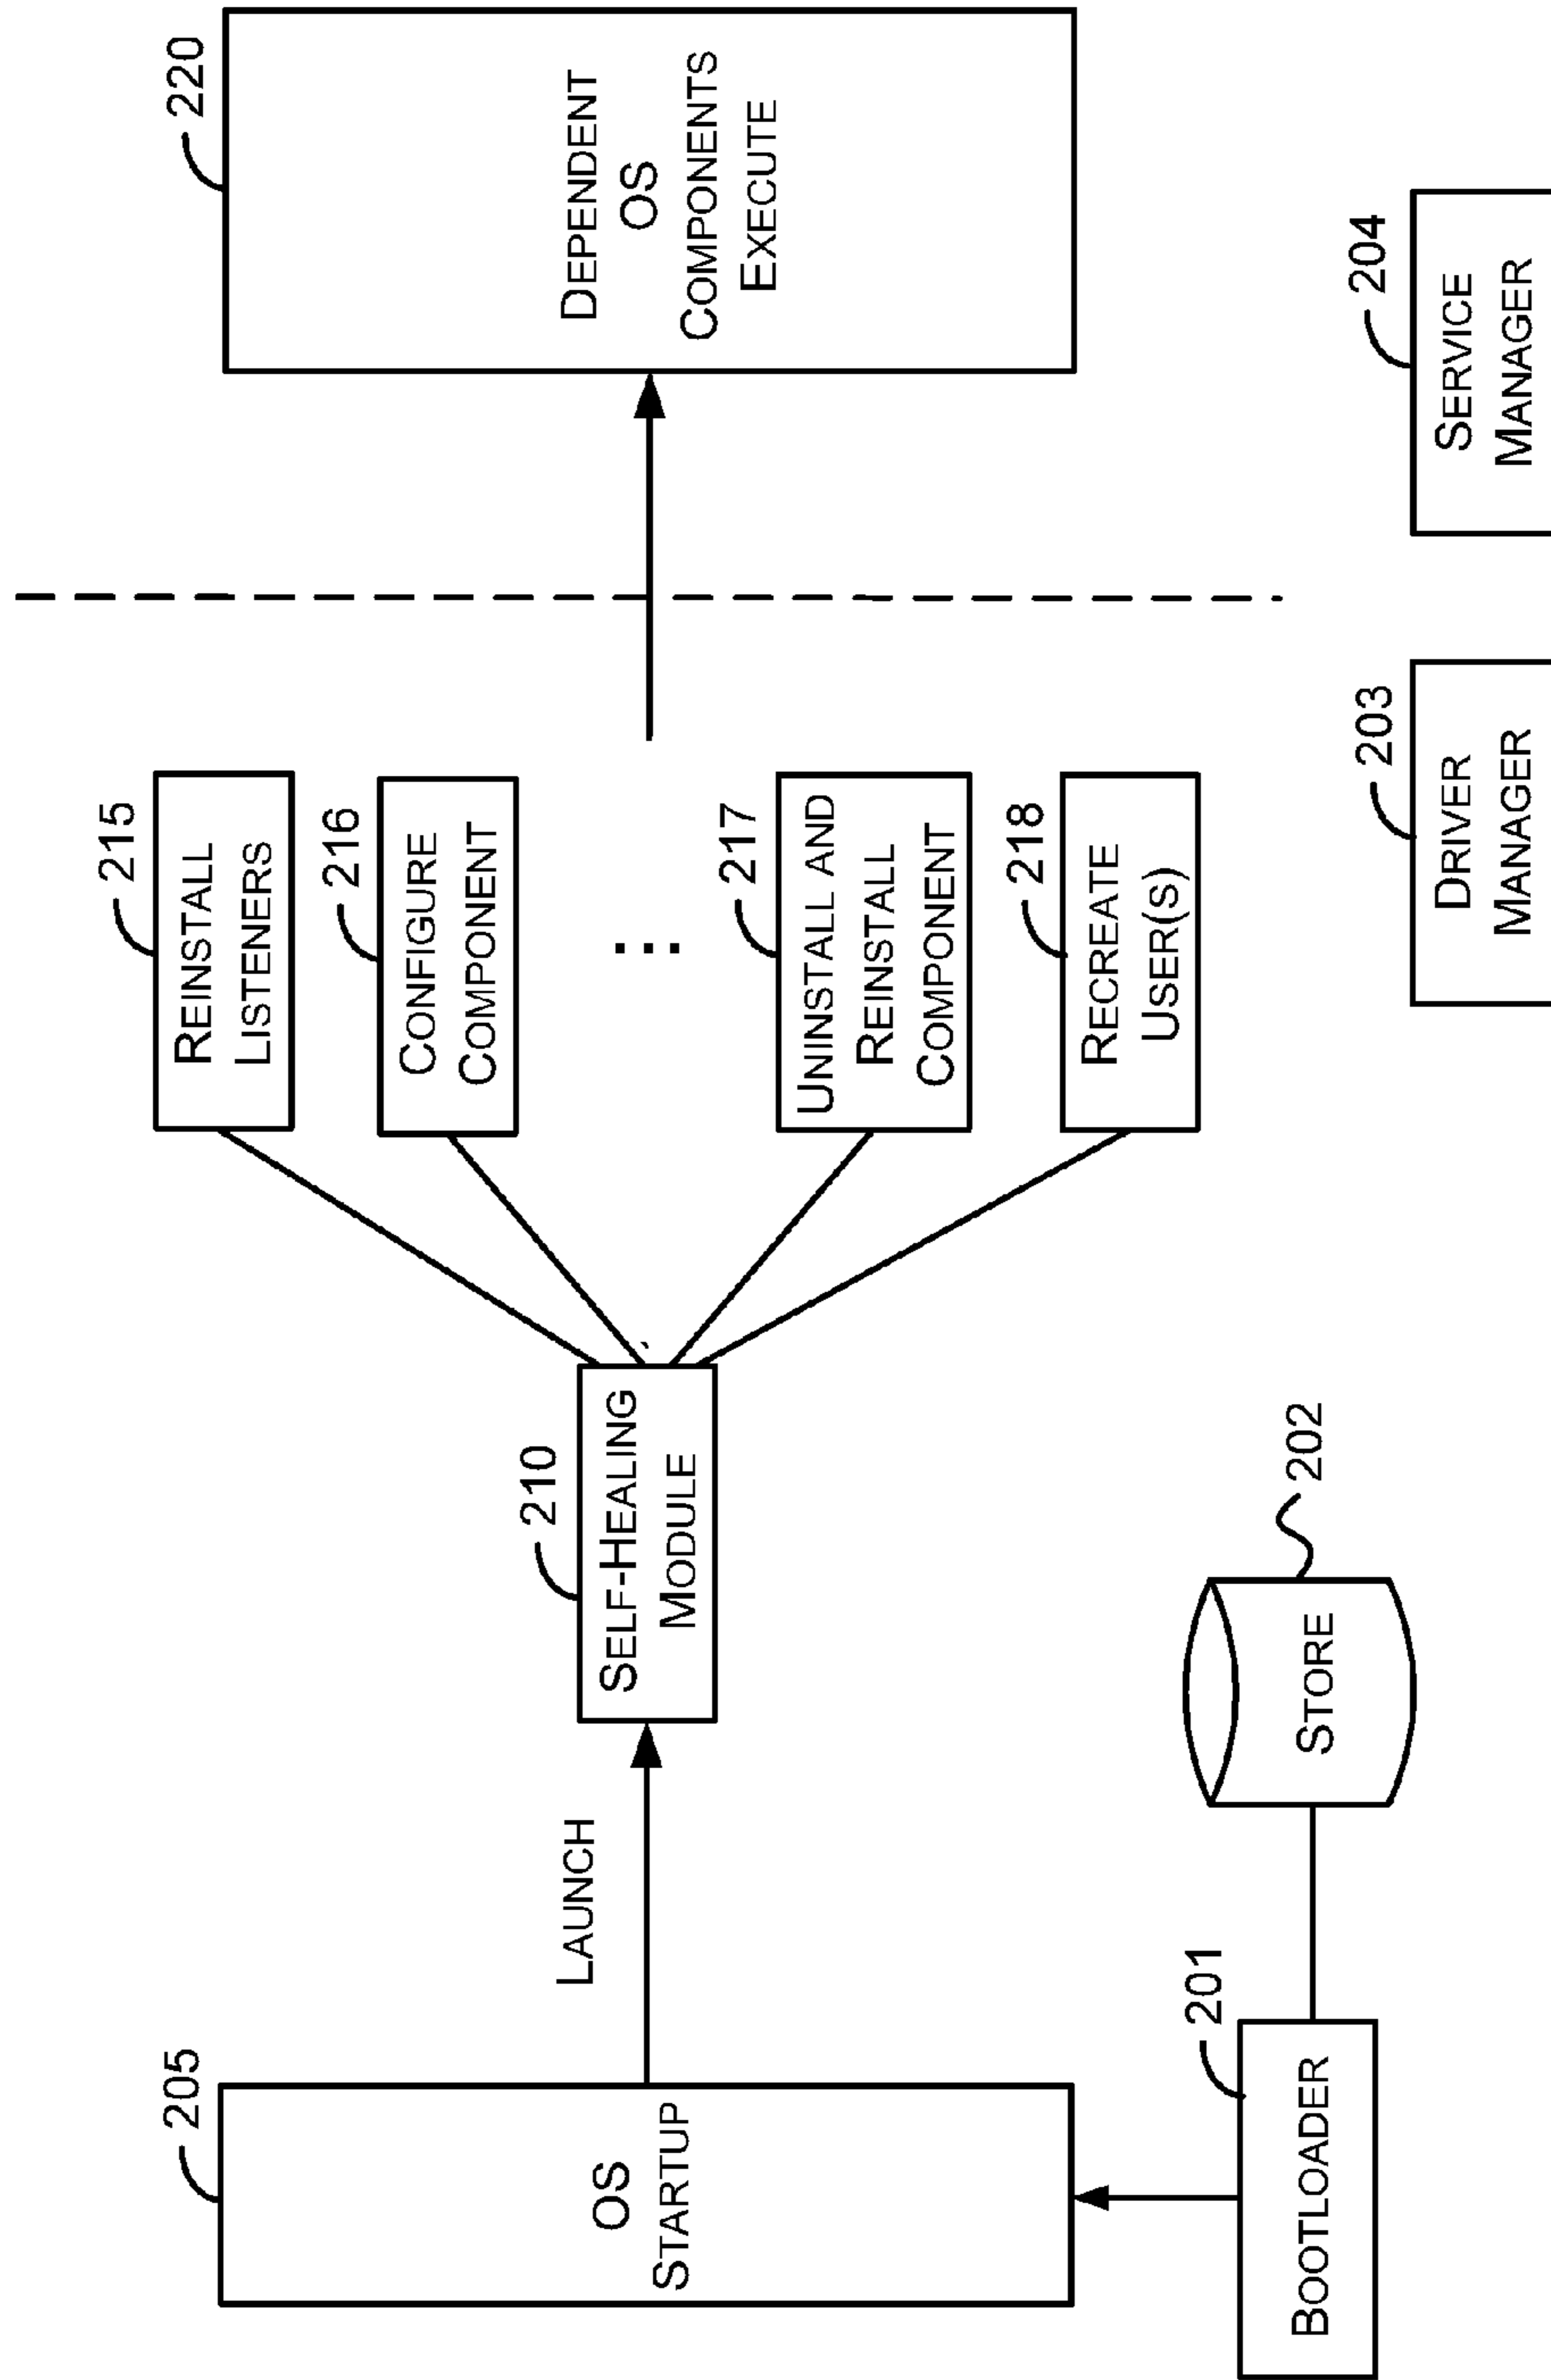 205
OS
STARTUP
LAUNCH
210
SELF-HEALING
MODULE
215
REINSTALL
LISTENERS
216
CONFIGURE
COMPONENT
...
217
UNINSTALL AND
REINSTALL
COMPONENT
218
RECREATE
USER(S)
220
DEPENDENT
OS
COMPONENTS
EXECUTE
201
BOOTLOADER
202
STORE
203
DRIVER
MANAGER
204
SERVICE
MANAGER